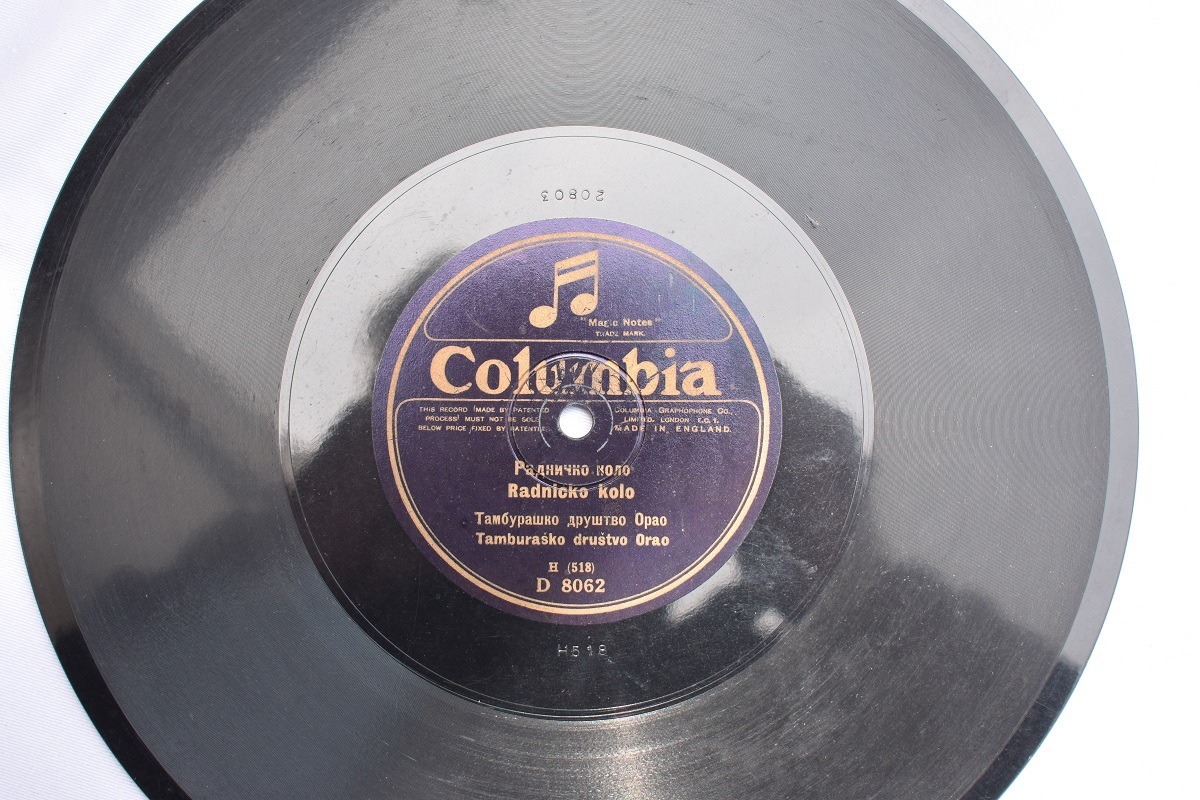 20803
"Magic Notes"
TRADE MARK.
Columbia
THIS RECORD (MADE BY PATENTED
PROCESS) MUST NOT BE SOLD
BELOW PRICE FIXED BY PATENTEES
COLUMBIA GRAPHOPHONE CO.,
LIMITED. LONDON. E.C.1.
MADE IN ENGLAND.
Радничко коло
Radnicko kolo
Тамбурашко друштво Орао
Tamburaško društvo Orao
H (518)
D 8062
H518